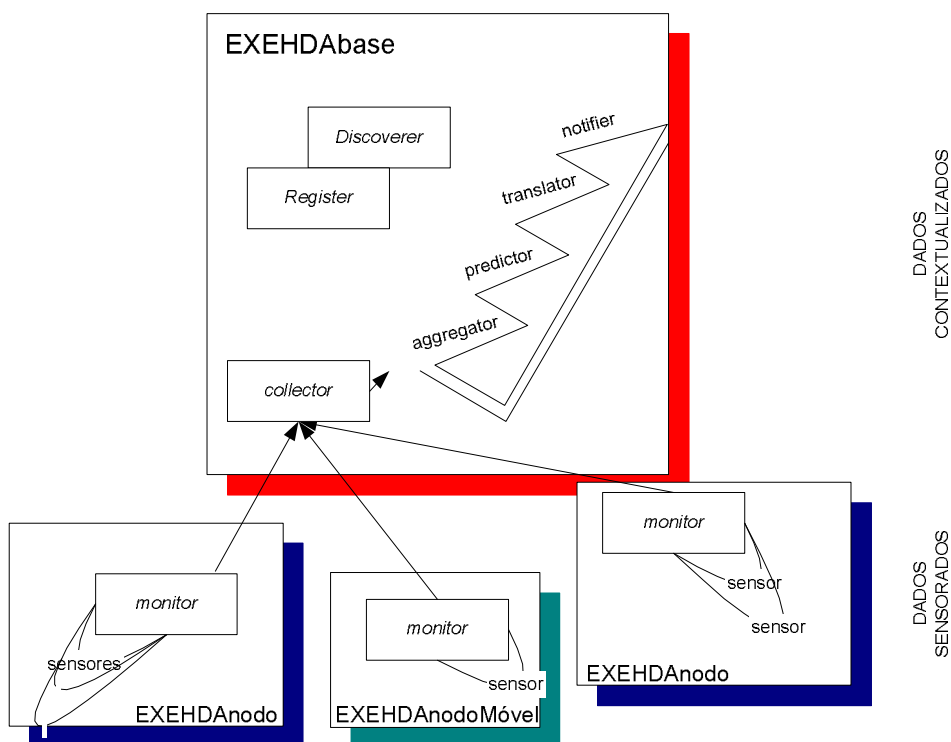 EXEHDAbase
Discoverer
Register
notifier
translator
predictor
aggregator
collector
DADOS
CONTEXTUALIZADOS
monitor
sensores
EXEHDAnodo
monitor
sensor
EXEHDAnodoMóvel
monitor
sensor
sensor
EXEHDAnodo
DADOS
SENSORADOS